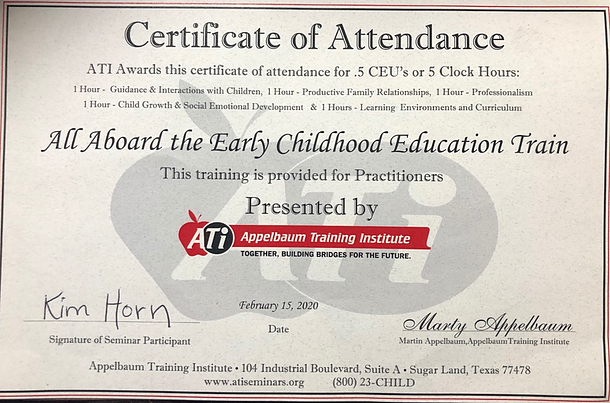 Certificate of Attendance
ATI Awards this certificate of attendance for .5 CEU's or 5 Clock Hours:
1 Hour - Guidance & Interactions with Children, 1 Hour - Productive Family Relationships, 1 Hour - Professionalism
1 Hour - Child Growth & Social Emotional Development & 1 Hours - Learning Environments and Curriculum
All Aboard the Early Childhood Education Train
This training is provided for Practitioners
Presented by
ATi Appelbaum Training Institute
TOGETHER, BUILDING BRIDGES FOR THE FUTURE.
ATi
Kim Horn
February 15, 2020
Marty Appelbaum
Signature of Seminar Participant
Date
Martin Appelbaum,AppelbaumTraining Institute
Appelbaum Training Institute • 104 Industrial Boulevard, Suite A • Sugar Land, Texas 77478
www.atiseminars.org (800) 23-CHILD